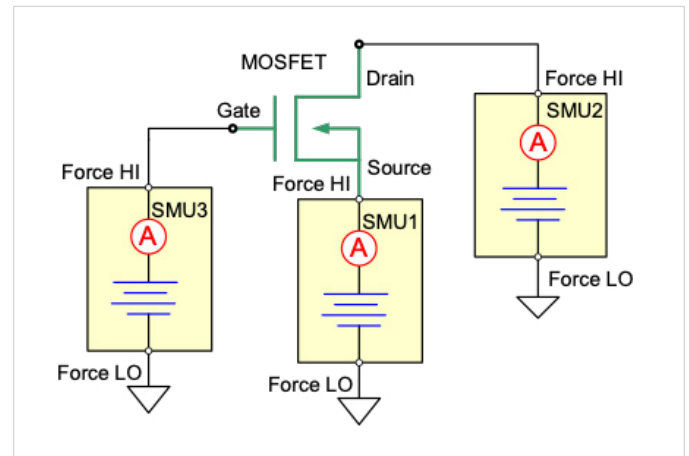 MOSFET
Drain
Force HI
Gate
SMU2
A
Source
Force HI
Force HI
SMU3
SMU1
A
A
Force LO
Force LO
Force LO